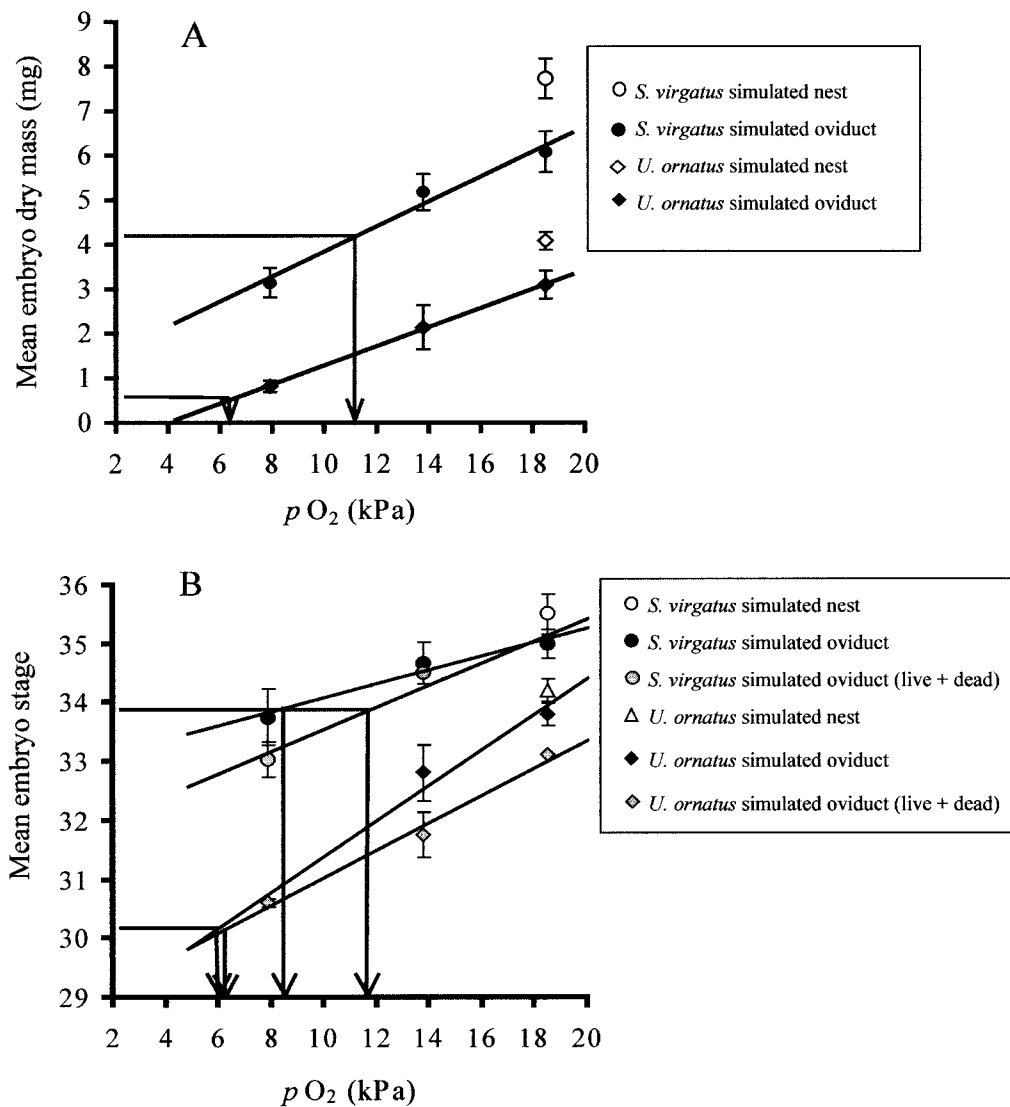 A
Mean embryo dry mass (mg)
9
8
7
6
5
4
3
2
1
0
2 4 6 8 10 12 14 16 18 20
p O2 (kPa)
S. virgatus simulated nest
S. virgatus simulated oviduct
U. ornatus simulated nest
U. ornatus simulated oviduct
B
Mean embryo stage
36
35
34
33
32
31
30
29
2 4 6 8 10 12 14 16 18 20
p O2 (kPa)
S. virgatus simulated nest
S. virgatus simulated oviduct
S. virgatus simulated oviduct (live + dead)
U. ornatus simulated nest
U. ornatus simulated oviduct
U. ornatus simulated oviduct (live + dead)